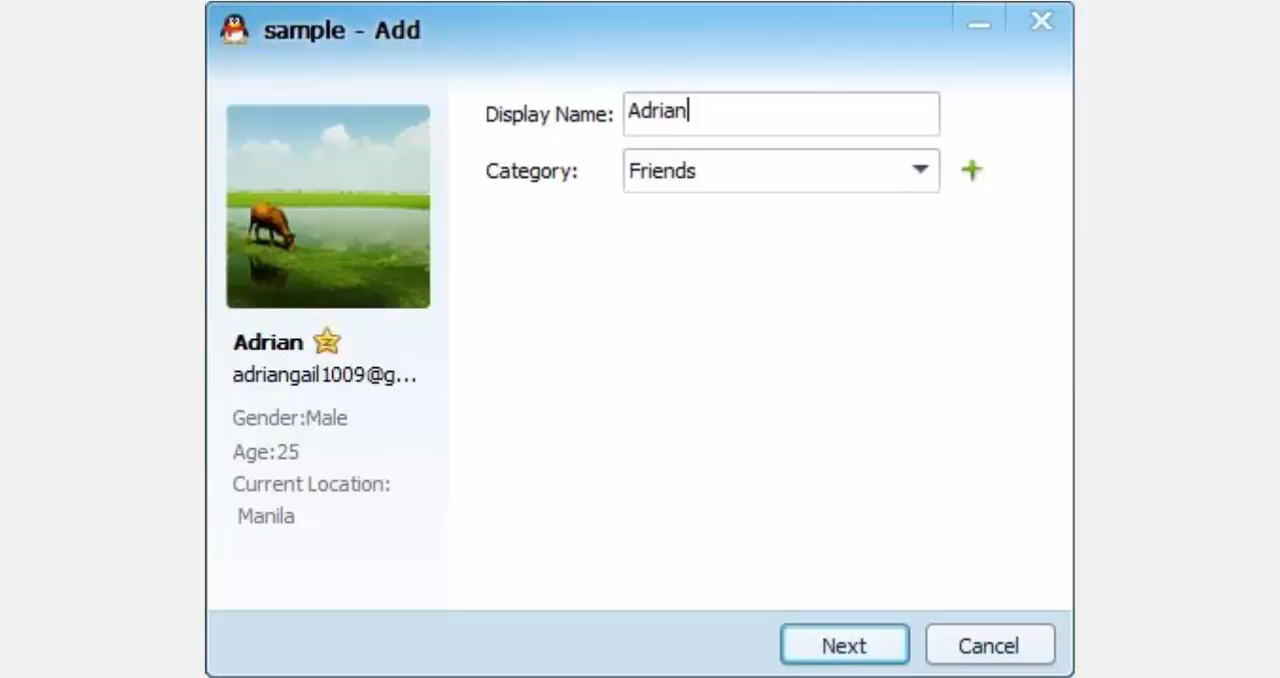 sample - Add
Display Name: Adrian
Category: Friends
Adrian
adriangail1009@g...
Gender:Male
Age:25
Current Location:
Manila
Next Cancel